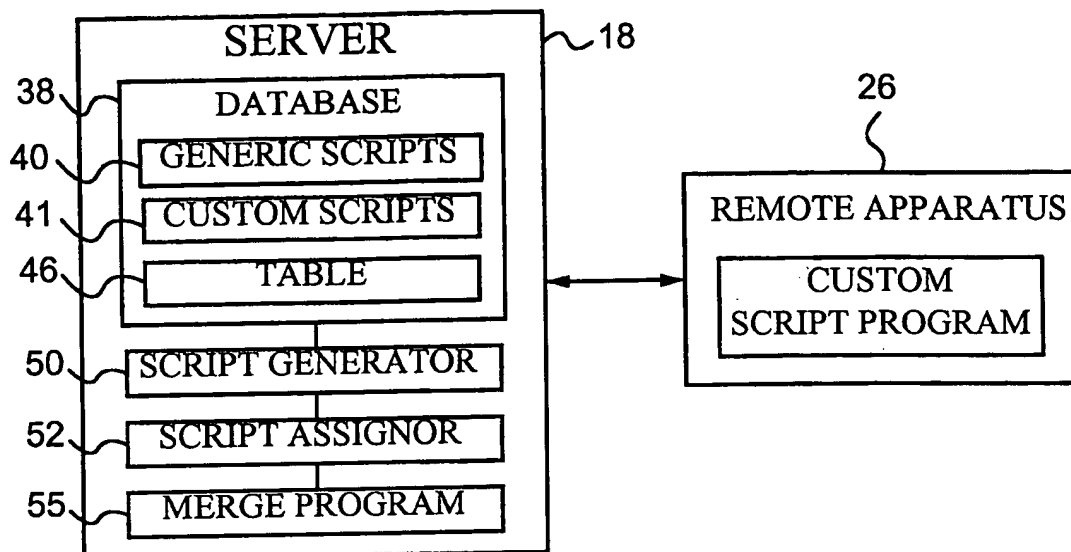 SERVER
18
38
DATABASE
40
GENERIC SCRIPTS
41
CUSTOM SCRIPTS
46
TABLE
50
SCRIPT GENERATOR
52
SCRIPT ASSIGNOR
55
MERGE PROGRAM
26
REMOTE APPARATUS
CUSTOM
SCRIPT PROGRAM